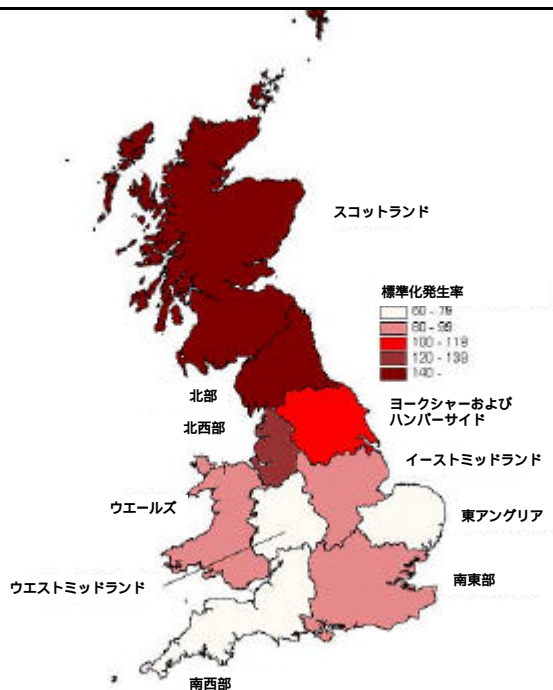 スコットランド
標準化発生率
60 - 79
80 - 99
100 - 119
120 - 139
140 -
北部
北西部
ヨークシャーおよび
ハンバーサイド
イーストミッドランド
ウエールズ
東アングリア
ウエストミッドランド
南東部
南西部